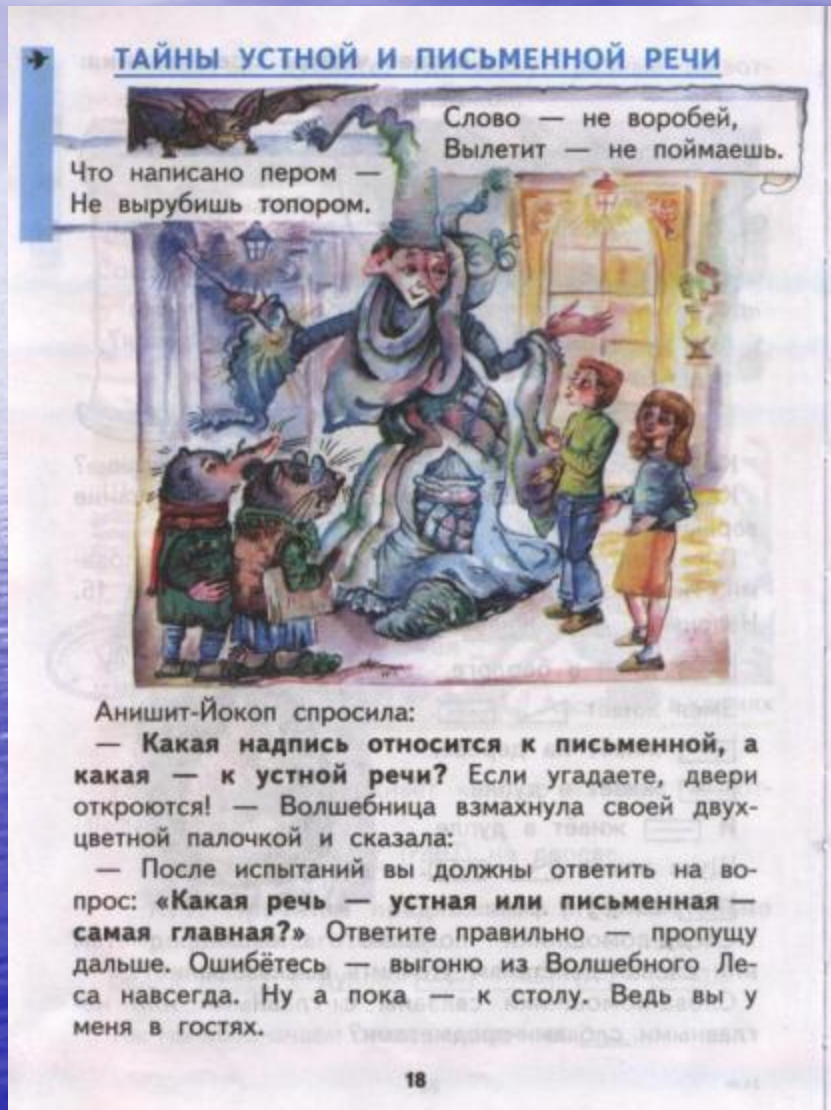 ТАЙНЫ УСТНОЙ И ПИСЬМЕННОЙ РЕЧИ
Слово — не воробей,
Вылетит — не поймаешь.
Что написано пером —
Не вырубишь топором.
Анишит-Йокоп спросила:
— Какая надпись относится к письменной, а
какая — к устной речи? Если угадаете, двери
откроются! — Волшебница взмахнула своей двух-
цветной палочкой и сказала:
— После испытаний вы должны ответить на во-
прос: «Какая речь — устная или письменная —
самая главная?» Ответите правильно — пропущу
дальше. Ошибётесь — выгоню из Волшебного Ле-
са навсегда. Ну а пока — к столу. Ведь вы у
меня в гостях.
18